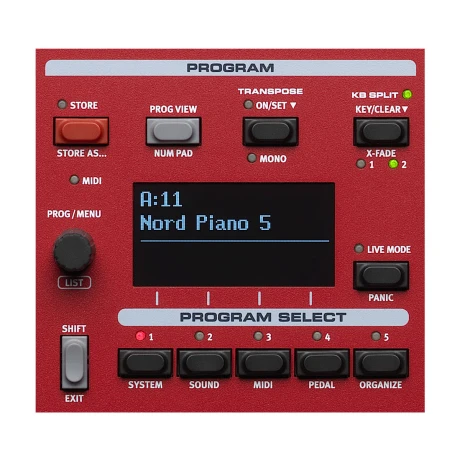 PROGRAM
STORE
STORE AS...
PROG VIEW
NUM PAD
TRANSPOSE
ON/SET ▼
MONO
KB SPLIT
KEY/CLEAR▼
X-FADE
1 2
MIDI
PROG/MENU
LIST
A:11
Nord Piano 5
LIVE MODE
PANIC
PROGRAM SELECT
SHIFT
EXIT
1 2 3 4 5
SYSTEM SOUND MIDI PEDAL ORGANIZE